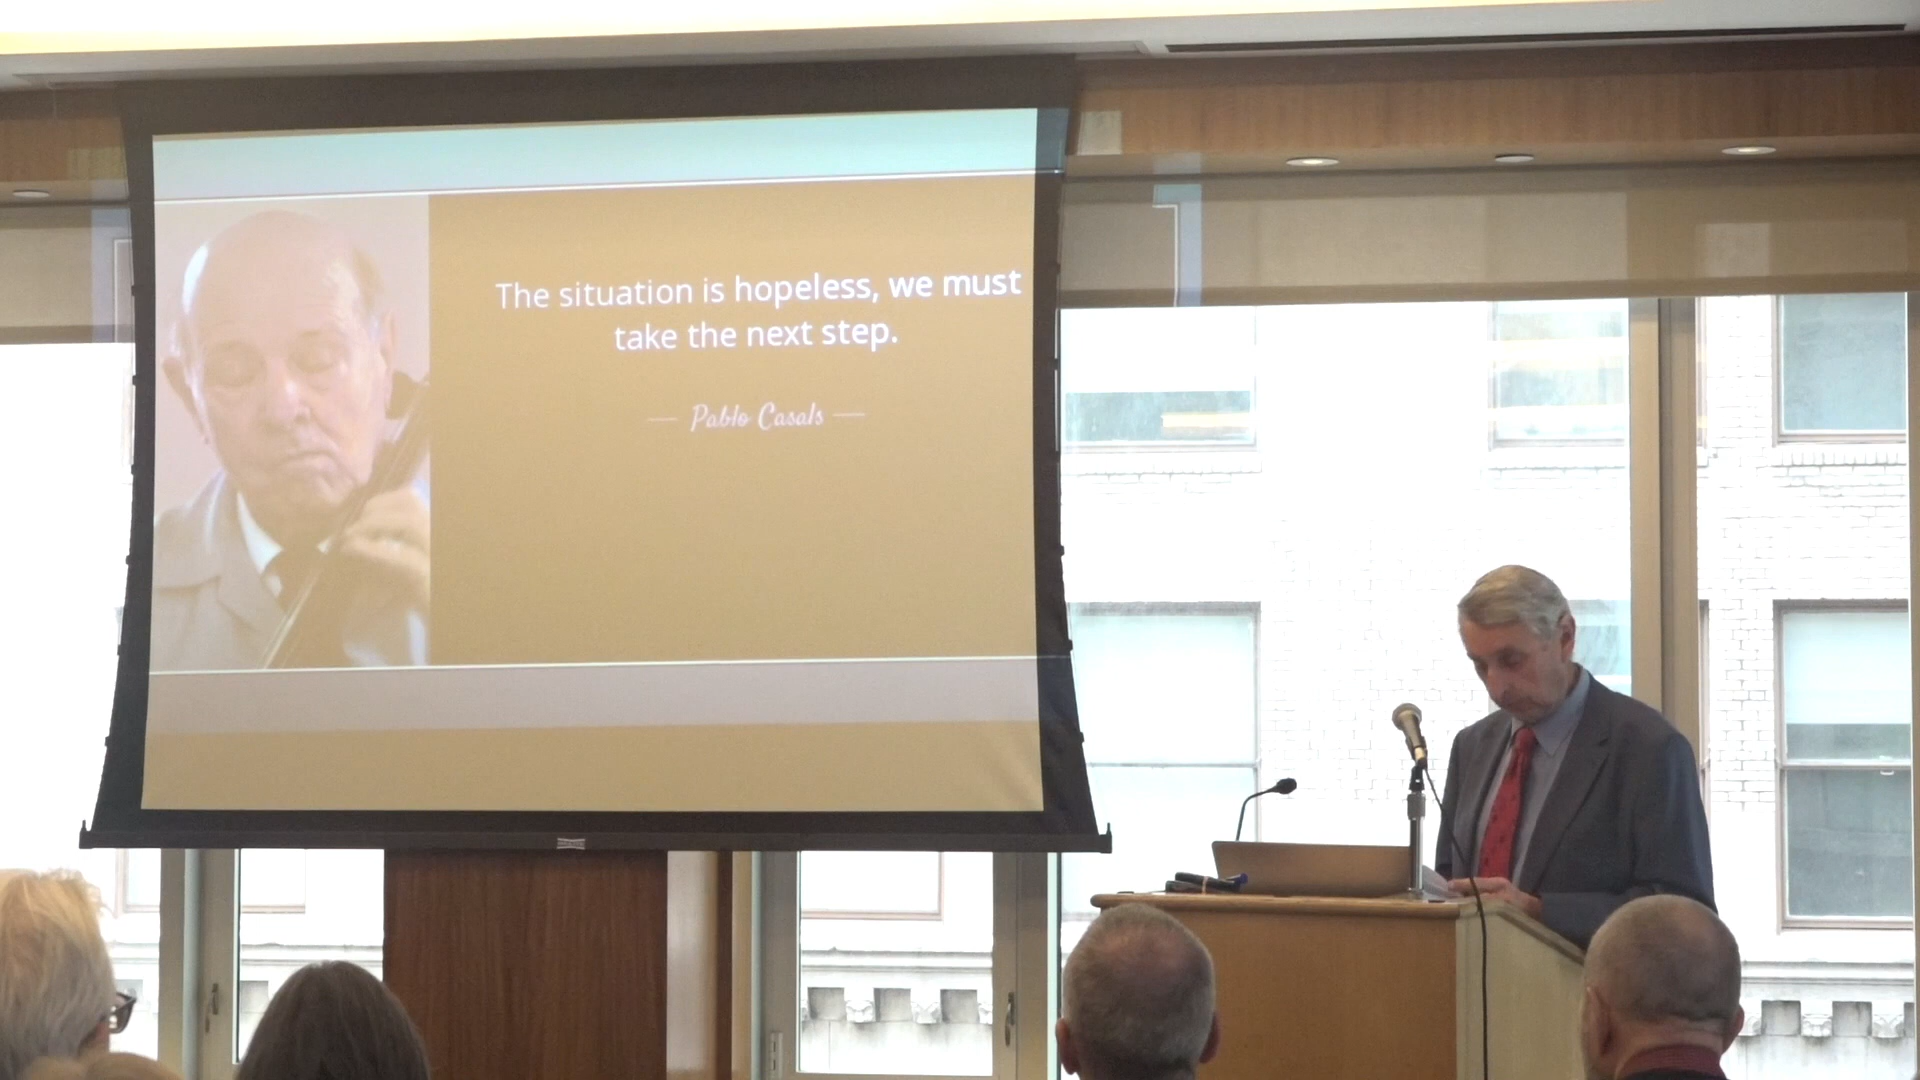 The situation is hopeless, we must
take the next step.
— Pablo Casals —